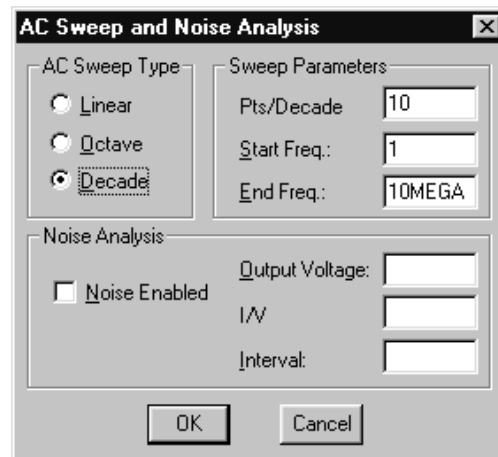 AC Sweep and Noise Analysis
AC Sweep Type
Linear
Octave
Decade
Sweep Parameters
Pts/Decade 10
Start Freq.: 1
End Freq.: 10MEGA
Noise Analysis
Noise Enabled
Output Voltage:
I/V
Interval:
OK Cancel